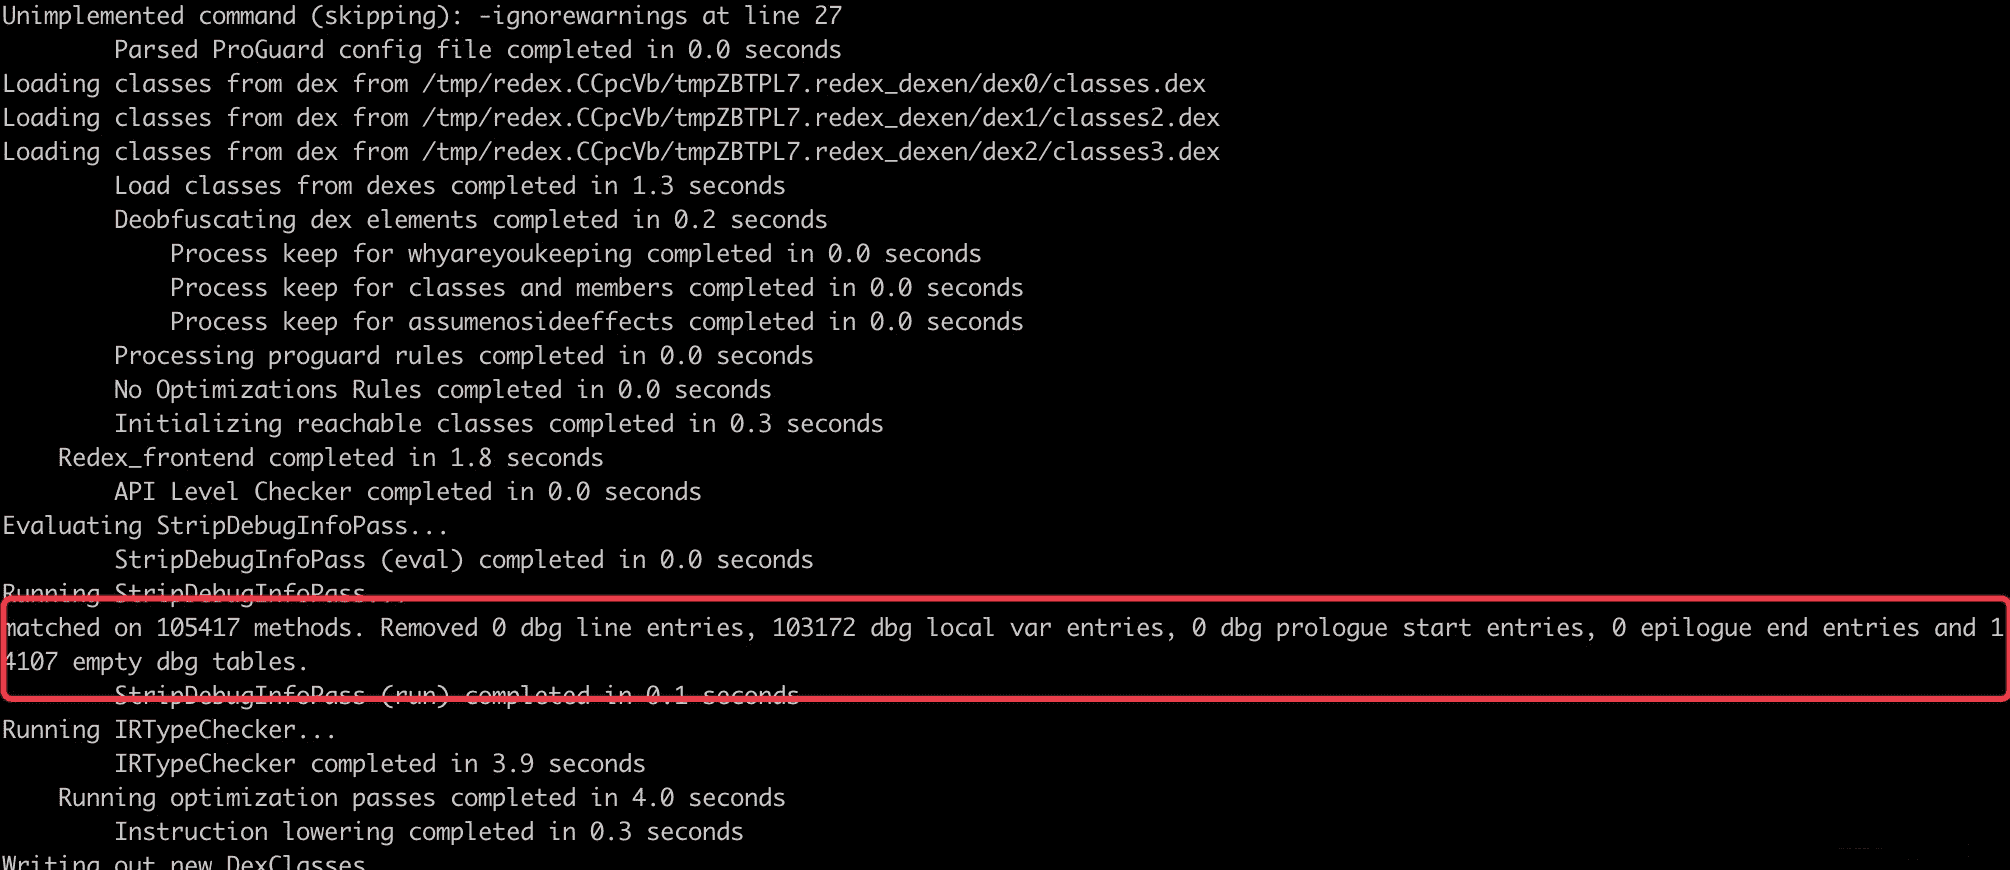 Unimplemented command (skipping): -ignorewarnings at line 27
Parsed ProGuard config file completed in 0.0 seconds
Loading classes from dex from /tmp/redex.CCpcVb/tmpZBTPL7.redex_dexen/dex0/classes.dex
Loading classes from dex from /tmp/redex.CCpcVb/tmpZBTPL7.redex_dexen/dex1/classes2.dex
Loading classes from dex from /tmp/redex.CCpcVb/tmpZBTPL7.redex_dexen/dex2/classes3.dex
Load classes from dexes completed in 1.3 seconds
Deobfuscating dex elements completed in 0.2 seconds
Process keep for whyareyoukeeping completed in 0.0 seconds
Process keep for classes and members completed in 0.0 seconds
Process keep for assumenosideeffects completed in 0.0 seconds
Processing proguard rules completed in 0.0 seconds
No Optimizations Rules completed in 0.0 seconds
Initializing reachable classes completed in 0.3 seconds
Redex_frontend completed in 1.8 seconds
API Level Checker completed in 0.0 seconds
Evaluating StripDebugInfoPass...
StripDebugInfoPass (eval) completed in 0.0 seconds
Running StripDebugInfoPass...
matched on 105417 methods. Removed 0 dbg line entries, 103172 dbg local var entries, 0 dbg prologue start entries, 0 epilogue end entries and 1
4107 empty dbg tables.
StripDebugInfoPass (run) completed in 0.1 seconds
Running IRTypeChecker...
IRTypeChecker completed in 3.9 seconds
Running optimization passes completed in 4.0 seconds
Instruction lowering completed in 0.3 seconds
Writing out new DexClasses